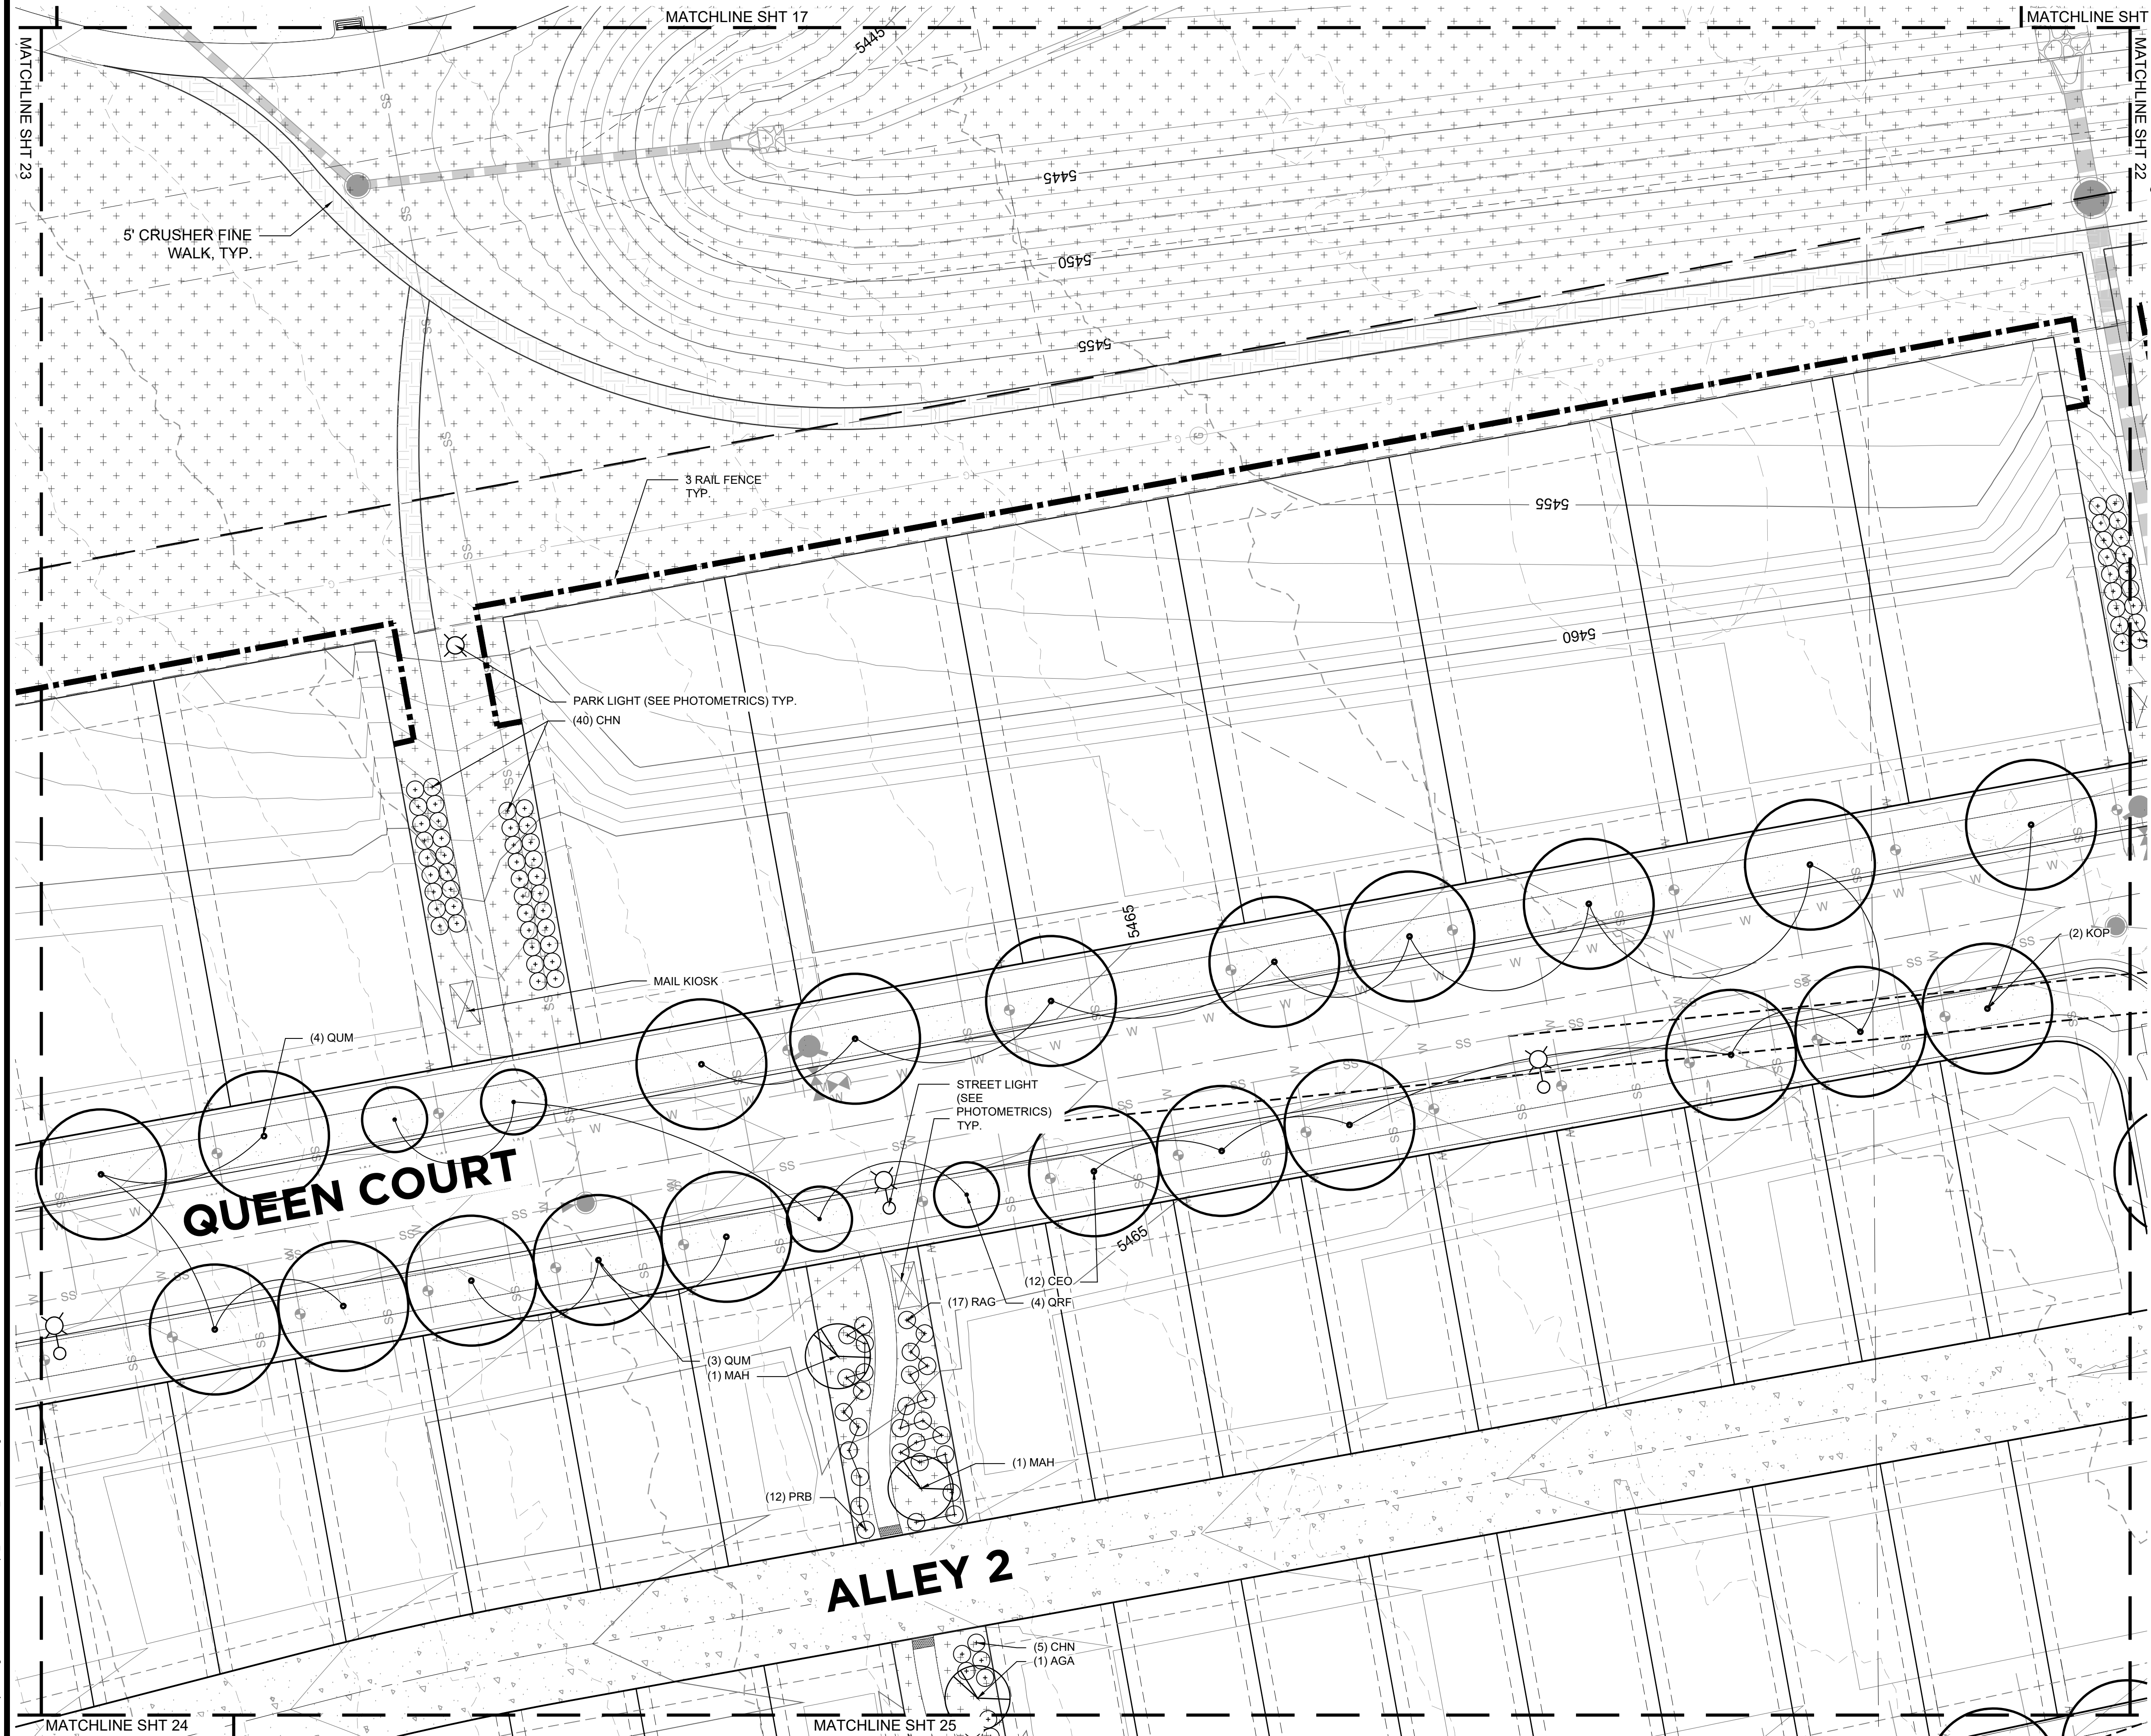 MATCHLINE SHT 17
MATCHLINE SHT
MATCHLINE SHT 23
MATCHLINE SHT 22
5445
5445
5' CRUSHER FINE
WALK, TYP.
5450
5455
3 RAIL FENCE
TYP.
5455
5460
PARK LIGHT (SEE PHOTOMETRICS) TYP.
(40) CHN
5465
(2) KOP
MAIL KIOSK
(4) QUM
STREET LIGHT
(SEE
PHOTOMETRICS)
TYP.
QUEEN COURT
5465
(12) CEO
(17) RAG
(4) QRF
(3) QUM
(1) MAH
(1) MAH
(12) PRB
ALLEY 2
(5) CHN
(1) AGA
MATCHLINE SHT 24
MATCHLINE SHT 25